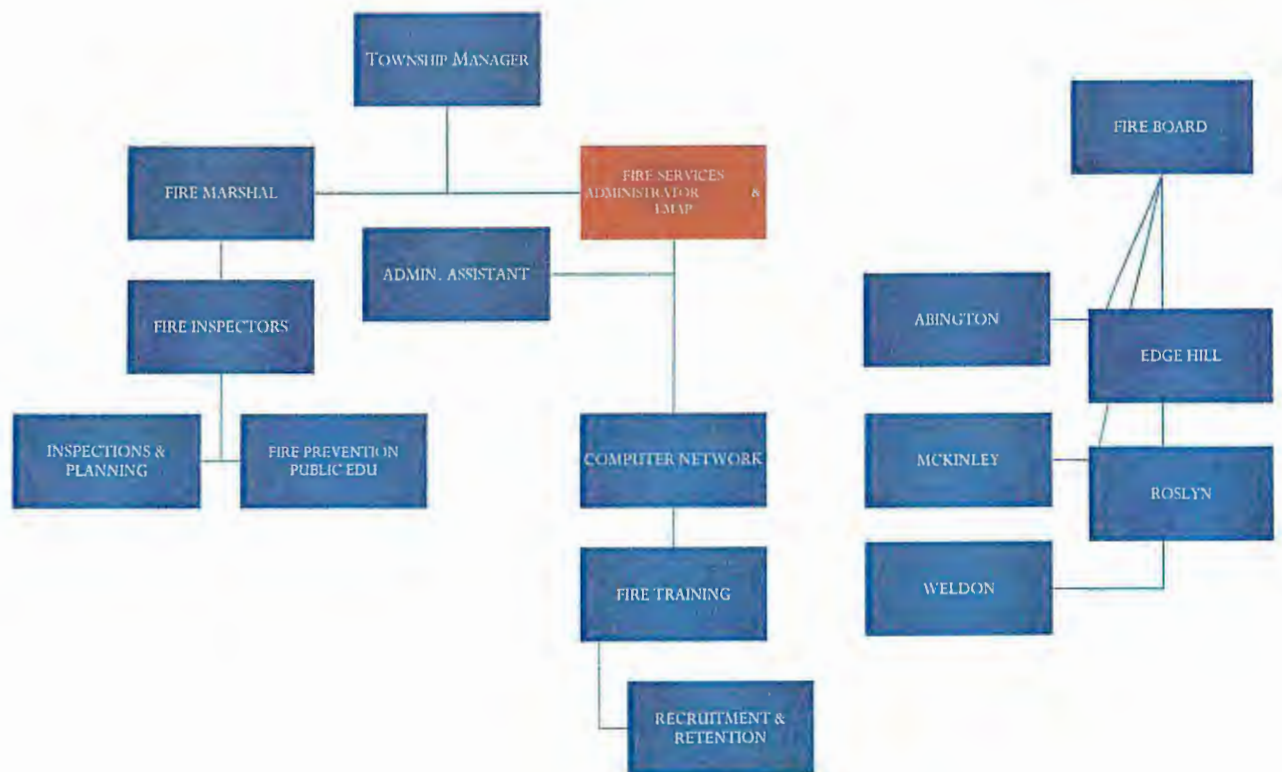 TOWNSHIP MANAGER
FIRE BOARD
FIRE MARSHAL
FIRE SERVICES
ADMINISTRATOR &
EMAP
ADMIN. ASSISTANT
FIRE INSPECTORS
INSPECTIONS &
PLANNING
FIRE PREVENTION
PUBLIC EDU
COMPUTER NETWORK
FIRE TRAINING
RECRUITMENT &
RETENTION
ABINGTON
EDGE HILL
MCKINLEY
ROSLYN
WELDON